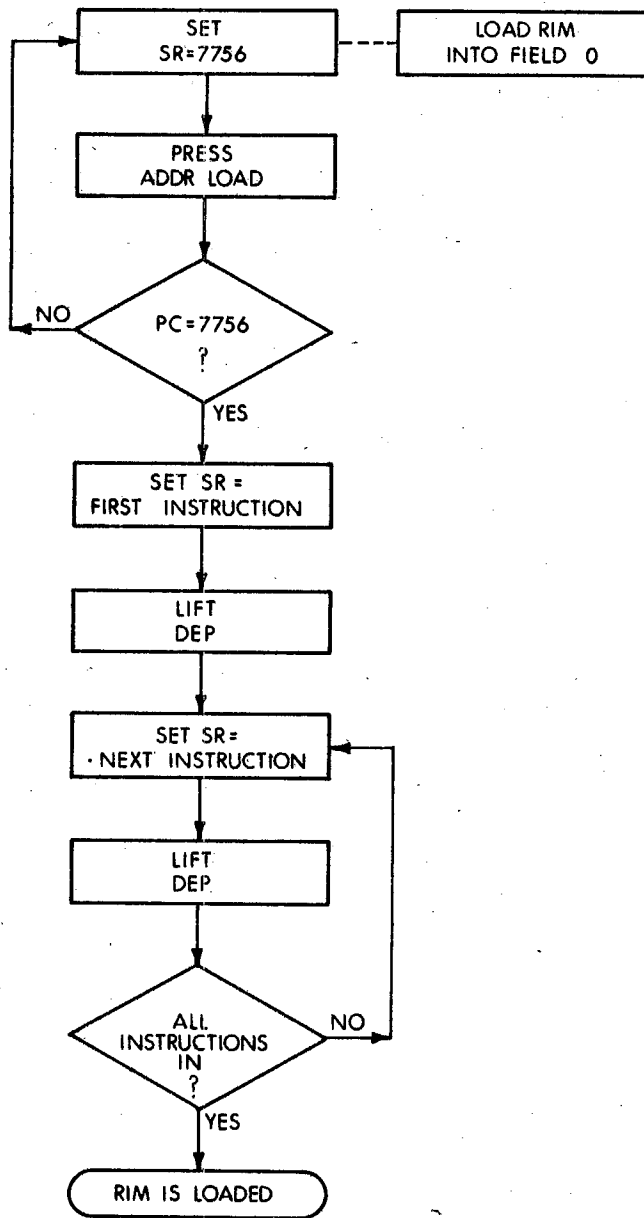 SET
SR=7756
LOAD RIM
INTO FIELD 0
PRESS
ADDR LOAD
NO
PC=7756
?
YES
SET SR=
FIRST INSTRUCTION
LIFT
DEP
SET SR=
NEXT INSTRUCTION
LIFT
DEP
ALL
INSTRUCTIONS
IN
?
NO
YES
RIM IS LOADED